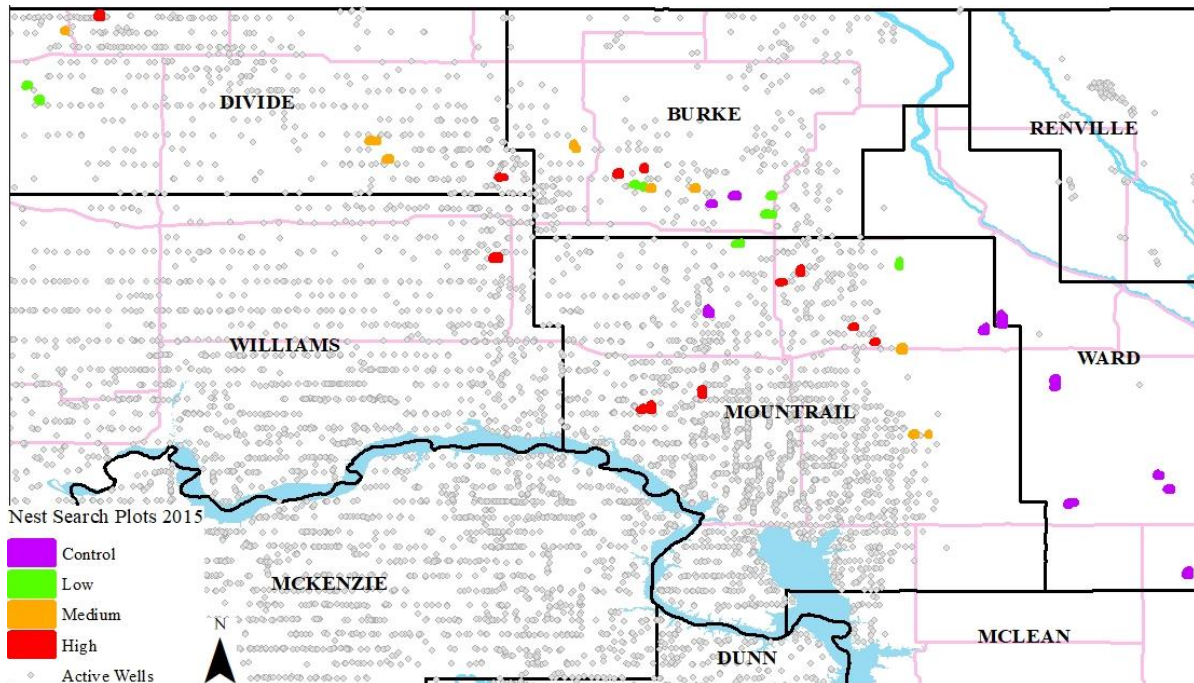 DIVIDE
BURKE
RENVILLE
WILLIAMS
WARD
MOUNTRAIL
MCKENZIE
MCLEAN
DUNN
Nest Search Plots 2015
Control
Low
Medium
High
Active Wells
N